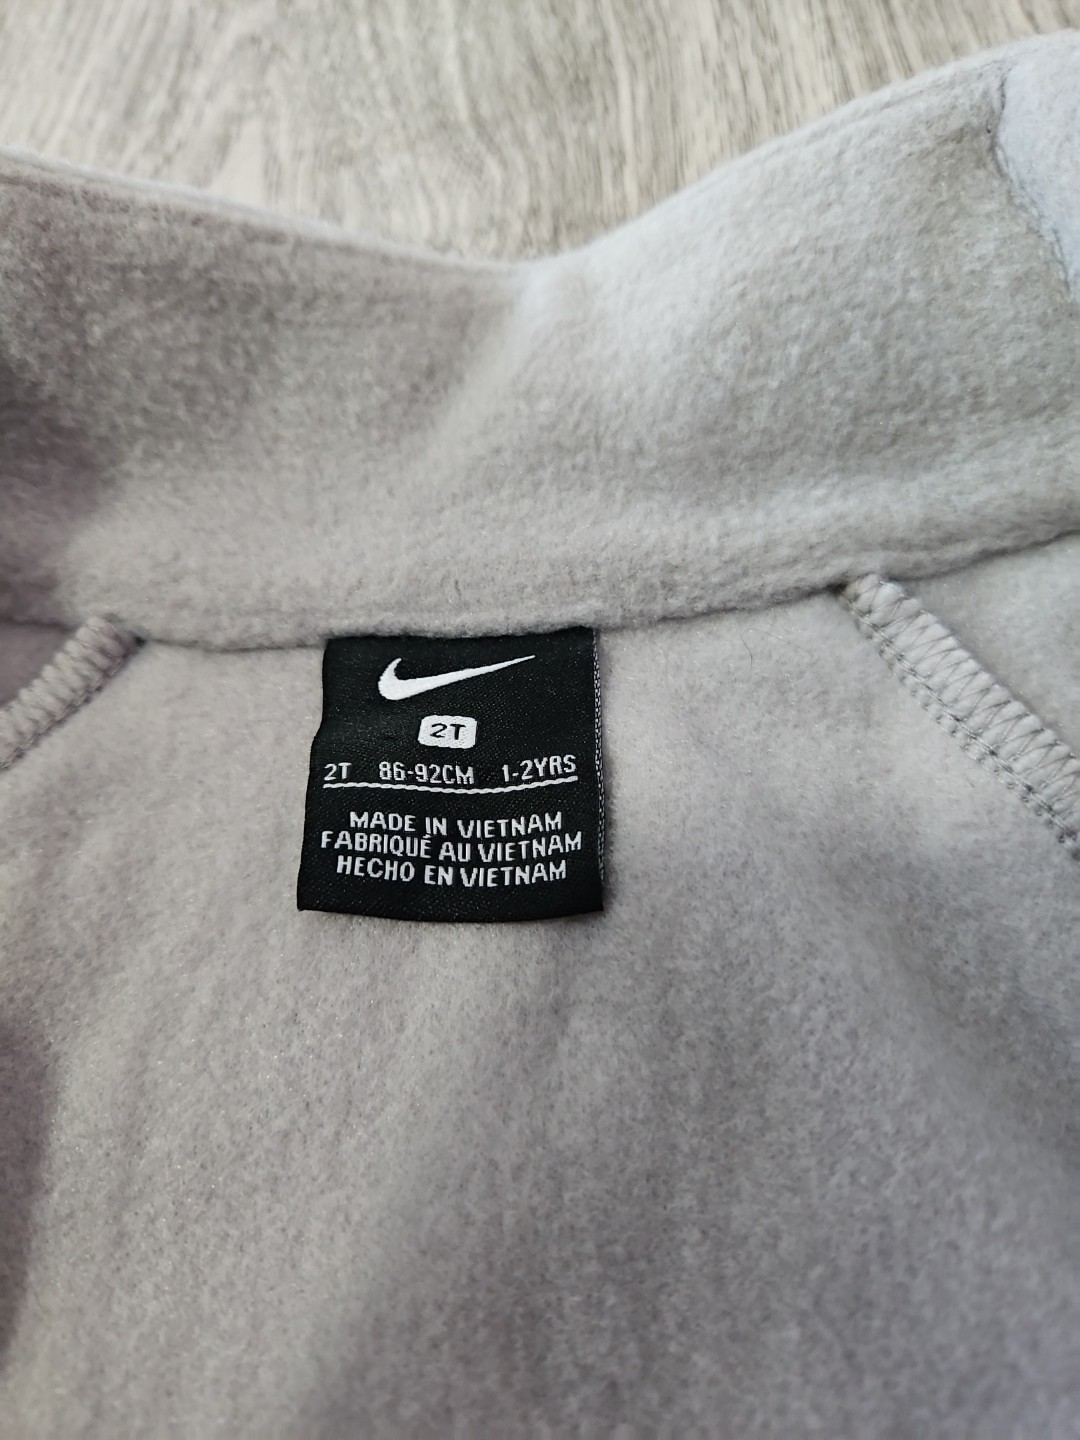 2T
2T 86-92CM 1-2YRS
MADE IN VIETNAM
FABRIQUÉ AU VIETNAM
HECHO EN VIETNAM